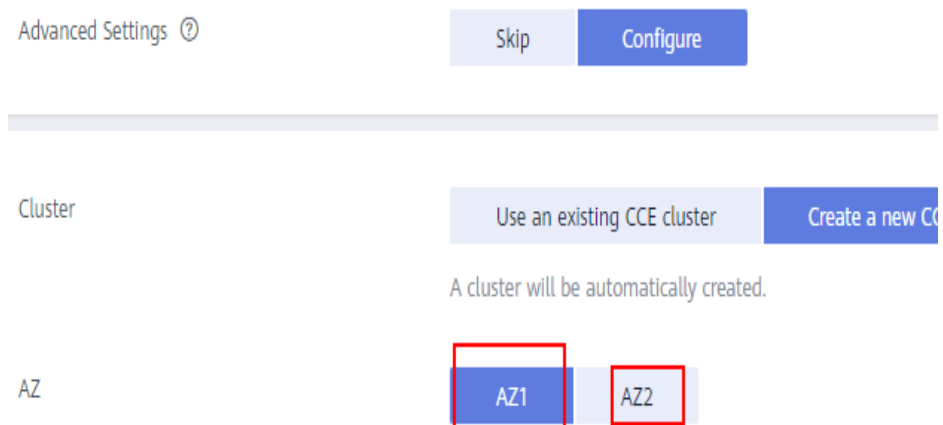 Advanced Settings ?
Skip
Configure
Cluster
Use an existing CCE cluster
Create a new
A cluster will be automatically created.
AZ
AZ1
AZ2